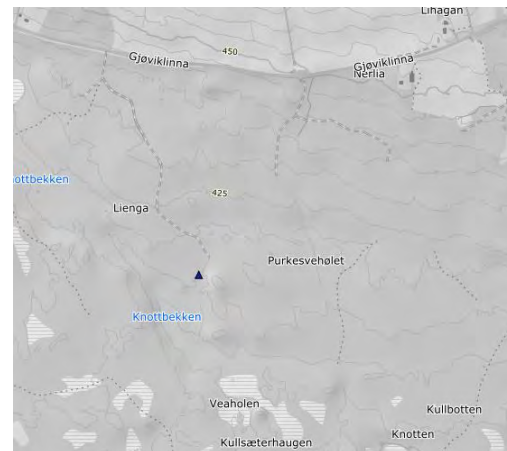 Lihagan
450
Gjøviklinna
Gjøviklinna
Nerlia
ottbekken
425
Lienga
Purkesvehølet
Knottbekken
Veaholen
Kullbotten
Knotten
Kullsæterhaugen